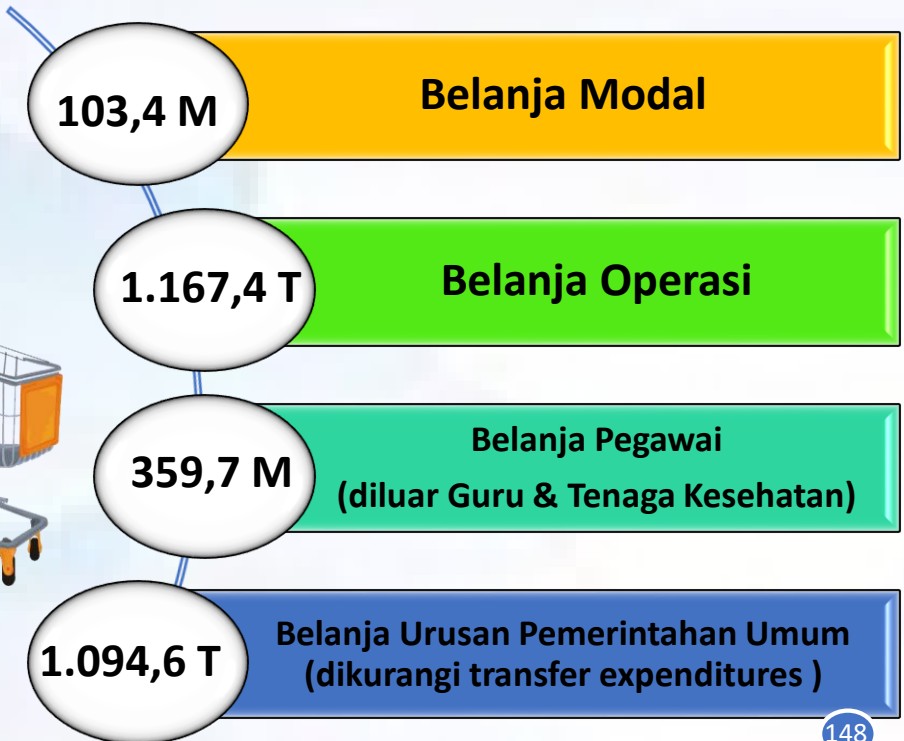 103,4 M
Belanja Modal
1.167,4 T
Belanja Operasi
359,7 M
Belanja Pegawai
(diluar Guru & Tenaga Kesehatan)
1.094,6 T
Belanja Urusan Pemerintahan Umum
(dikurangi transfer expenditures )
148